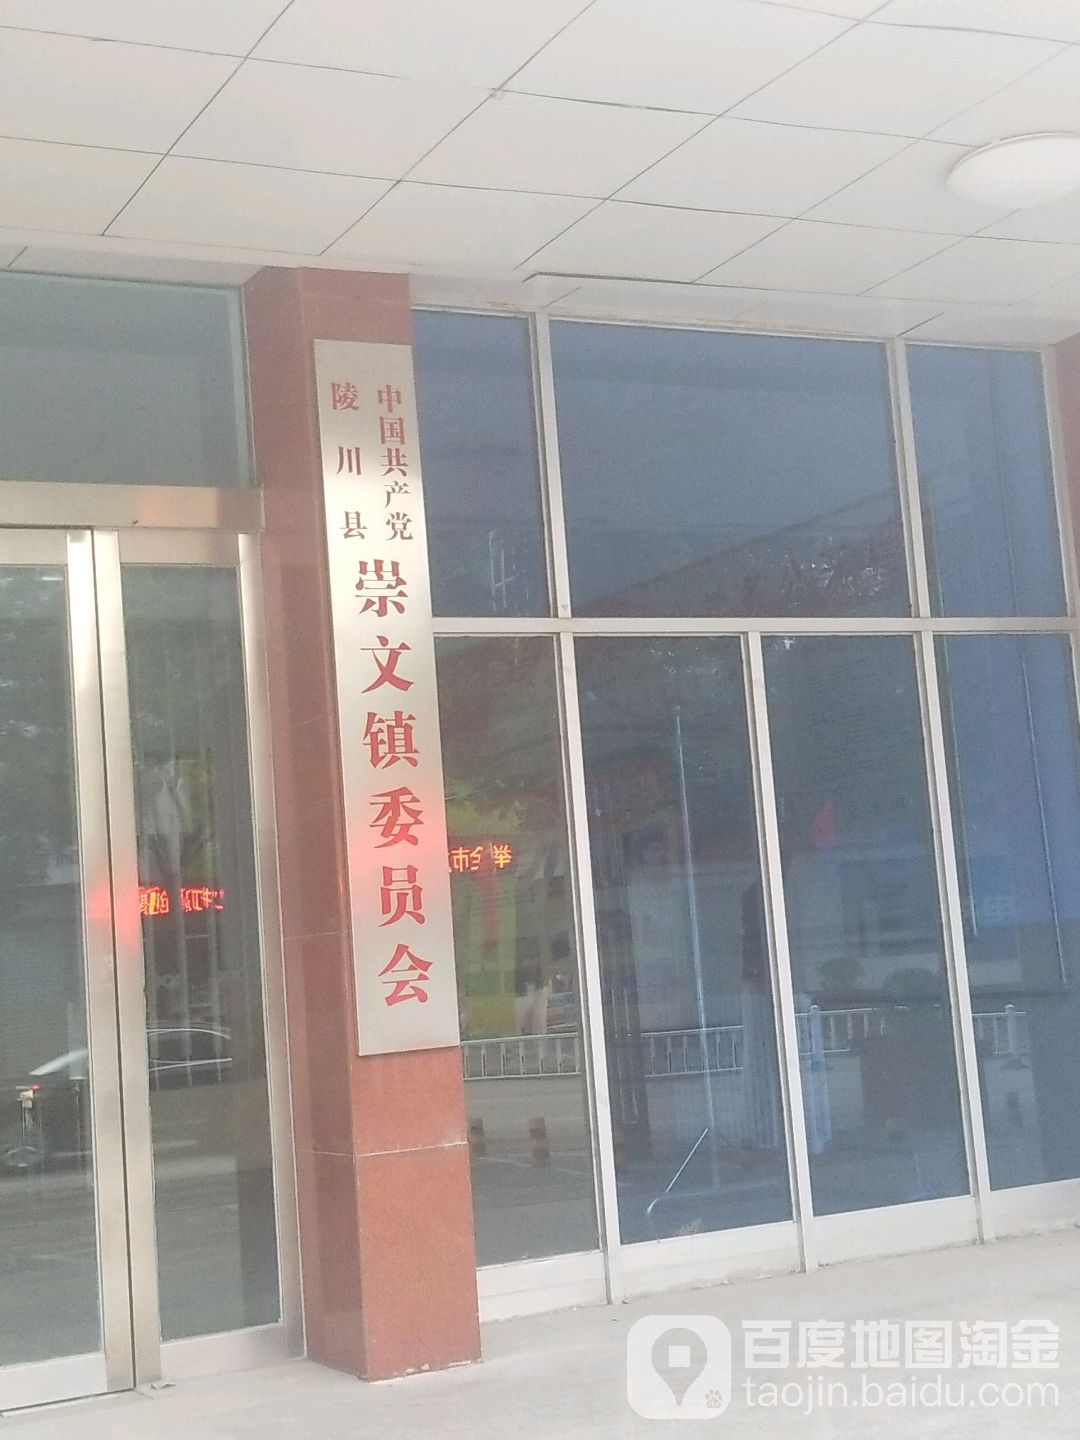 中国共产党
陵川县
崇文镇委员会
百度地图淘金
taojin.baidu.com